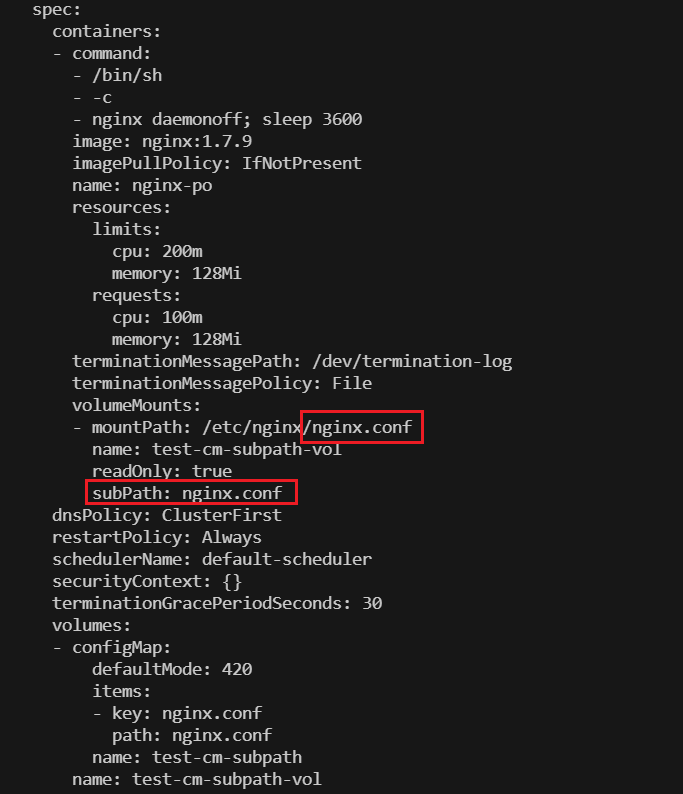 spec:
containers:
- command:
- /bin/sh
- -c
- nginx daemonoff; sleep 3600
image: nginx:1.7.9
imagePullPolicy: IfNotPresent
name: nginx-po
resources:
limits:
cpu: 200m
memory: 128Mi
requests:
cpu: 100m
memory: 128Mi
terminationMessagePath: /dev/termination-log
terminationMessagePolicy: File
volumeMounts:
- mountPath: /etc/nginx/nginx.conf
name: test-cm-subpath-vol
readOnly: true
subPath: nginx.conf
dnsPolicy: ClusterFirst
restartPolicy: Always
schedulerName: default-scheduler
securityContext: {}
terminationGracePeriodSeconds: 30
volumes:
- configMap:
defaultMode: 420
items:
- key: nginx.conf
path: nginx.conf
name: test-cm-subpath
name: test-cm-subpath-vol